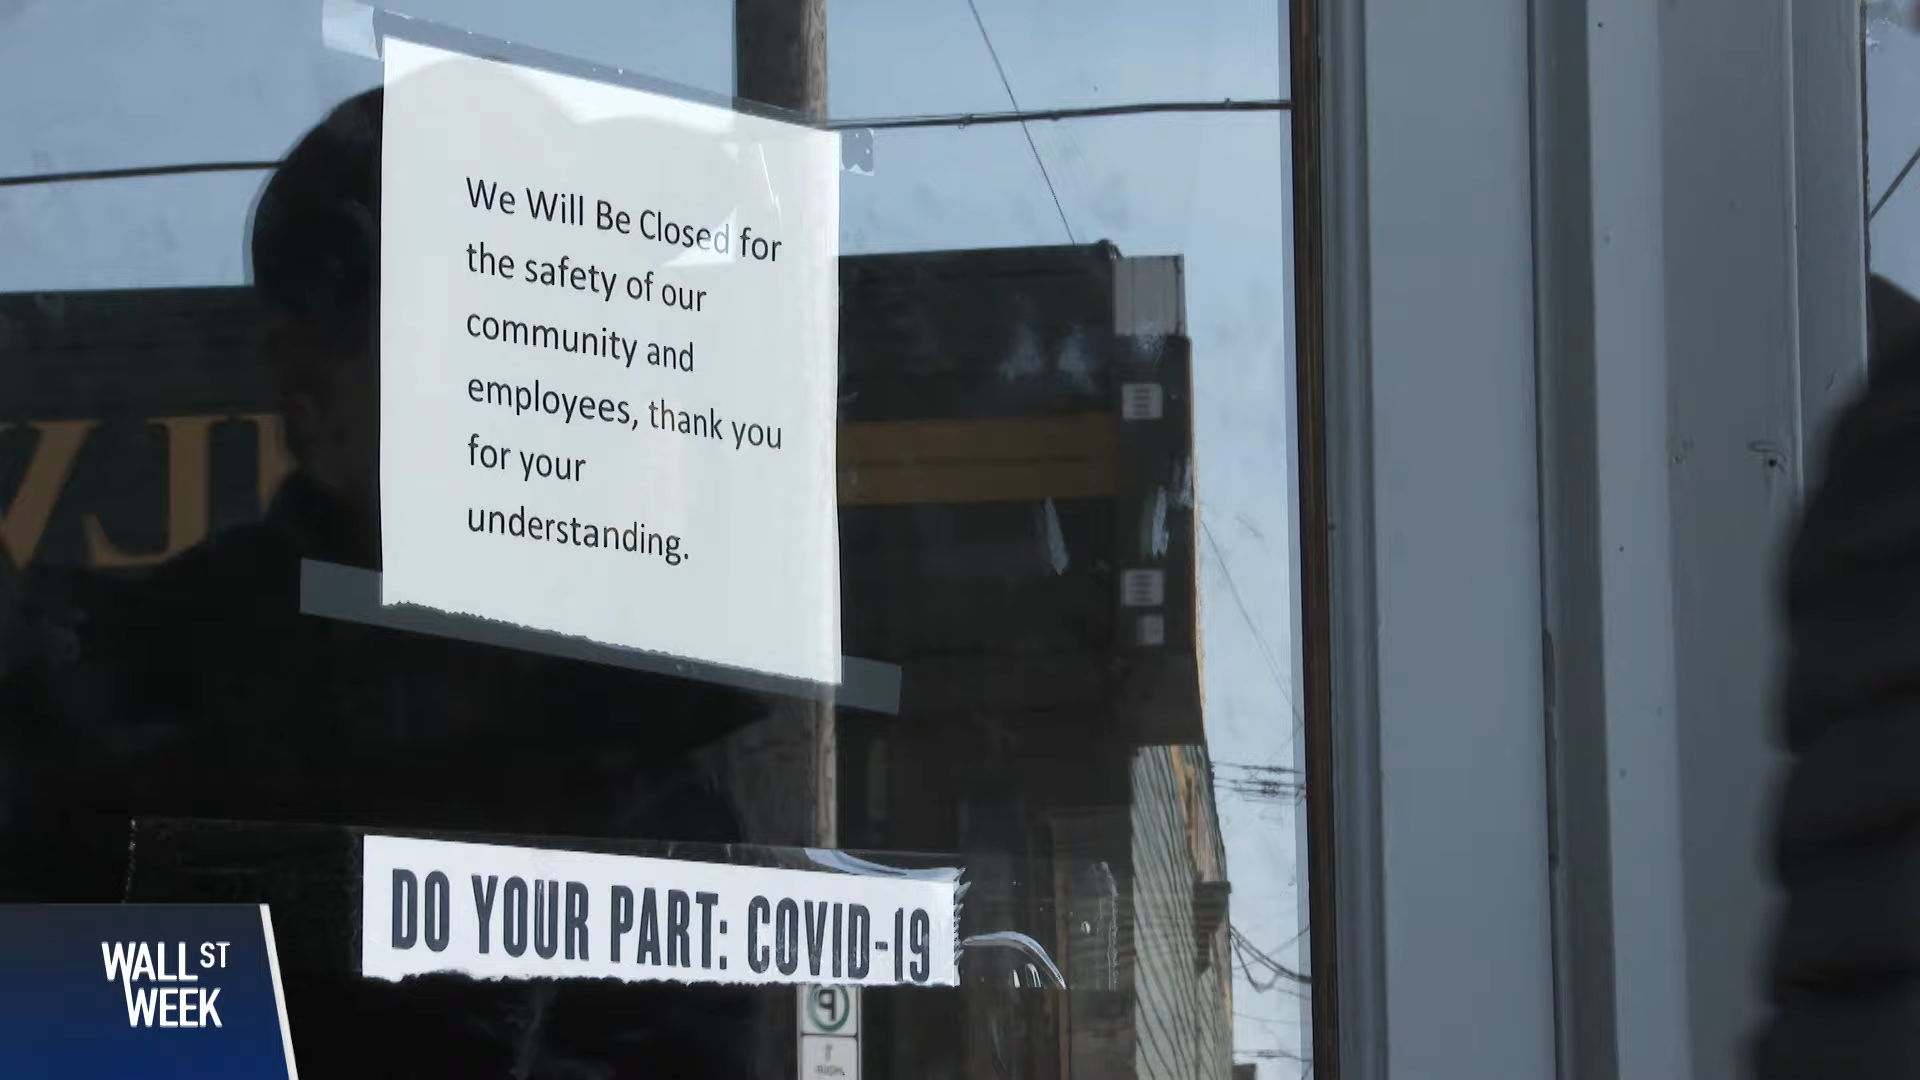 We Will Be Closed for
the safety of our
community and
employees, thank you
for your
understanding.
DO YOUR PART: COVID-19
WALL ST
WEEK
P